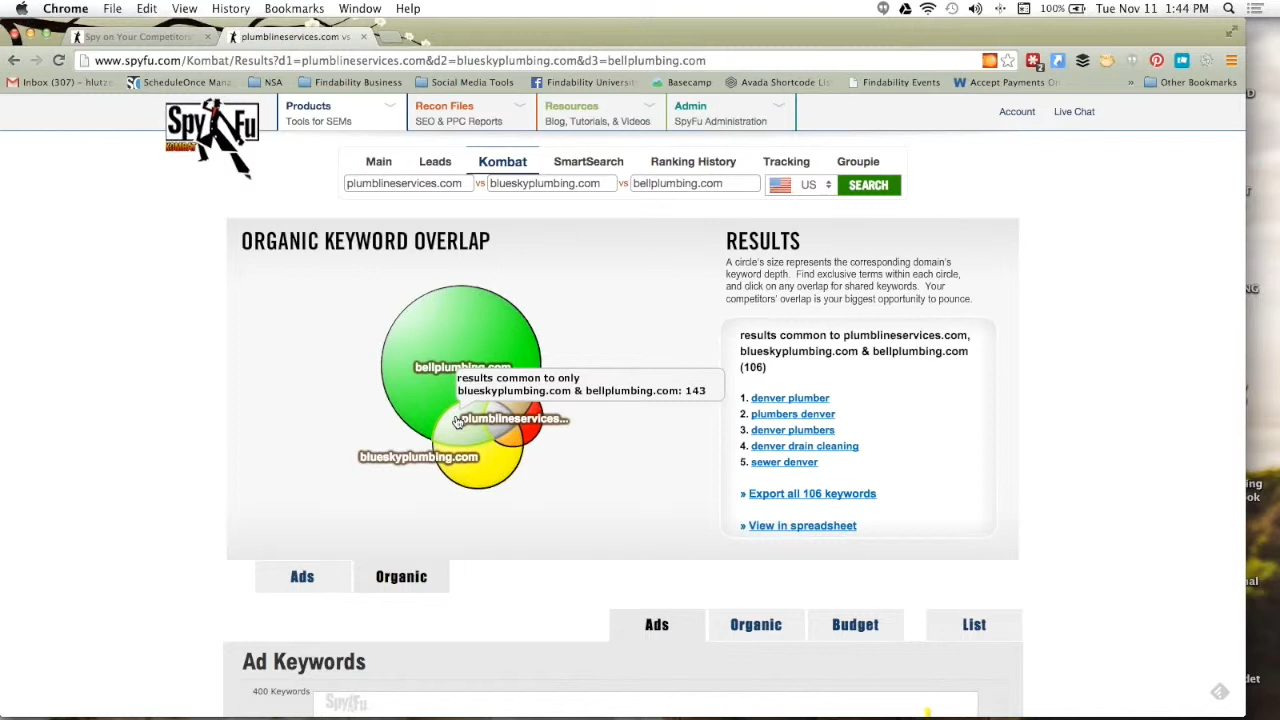 Chrome File Edit View History Bookmarks Window Help 100% Tue Nov 11 1:44 PM
Spy on Your Competitors × plumblineservices.com vs. ×
www.spyfu.com/Kombat/Results?d1=plumblineservices.com&d2=blueskyplumbing.com&d3=bellplumbing.com 2
Inbox (307) – hlutzs ScheduleOnce Mana NSA Findability Business Social Media Tools Findability University Basecamp Avada Shortcode List Findability Events Accept Payments On » Other Bookmarks
SpyFu
KOMBAT
Products
Tools for SEMs
Recon Files
SEO & PPC Reports
Resources
Blog, Tutorials, & Videos
Admin
SpyFu Administration
Account Live Chat
Main Leads Kombat SmartSearch Ranking History Tracking Groupie
plumblineservices.com vs blueskyplumbing.com vs bellplumbing.com US SEARCH
ORGANIC KEYWORD OVERLAP
bellplumbing.com
results common to only
blueskyplumbing.com & bellplumbing.com: 143
plumblineservices...
blueskyplumbing.com
RESULTS
A circle's size represents the corresponding domain's
keyword depth. Find exclusive terms within each circle,
and click on any overlap for shared keywords. Your
competitors' overlap is your biggest opportunity to pounce.
results common to plumblineservices.com,
blueskyplumbing.com & bellplumbing.com
(106)
1. denver plumber
2. plumbers denver
3. denver plumbers
4. denver drain cleaning
5. sewer denver
» Export all 106 keywords
» View in spreadsheet
Ads Organic
Ads Organic Budget List
Ad Keywords
400 Keywords
SpyFu